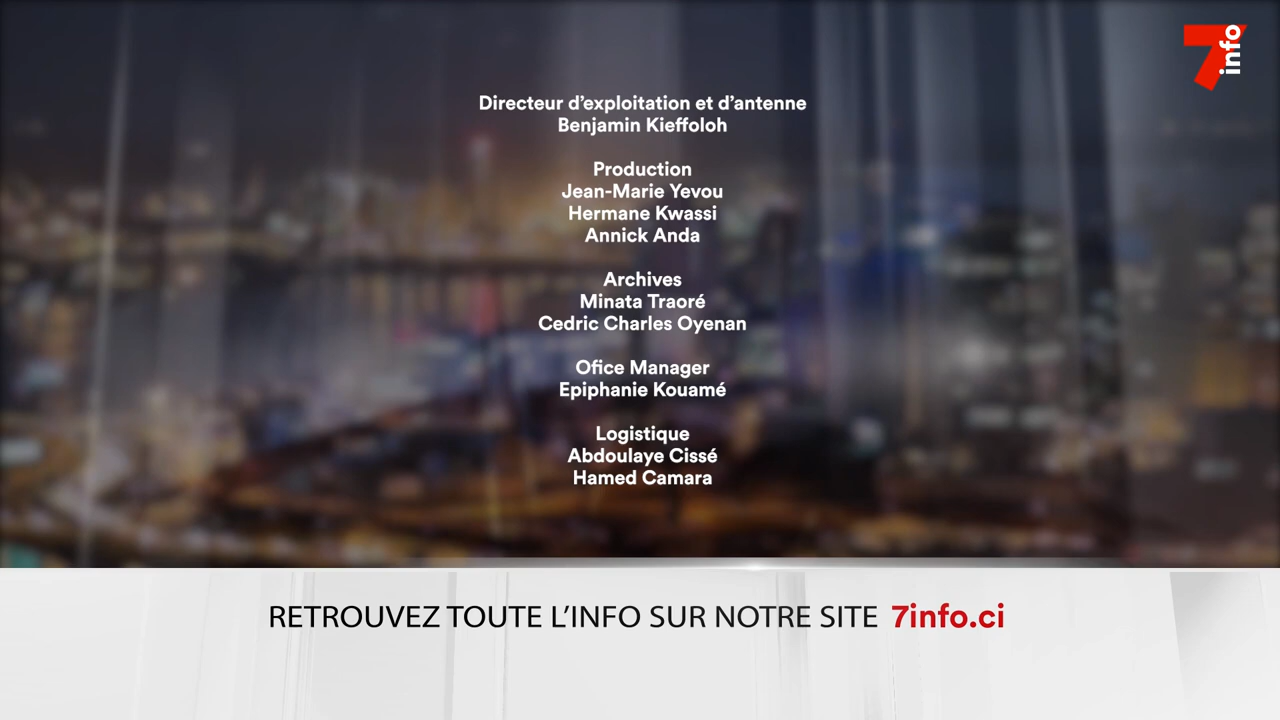 7info
Directeur d’exploitation et d’antenne
Benjamin Kieffoloh
Production
Jean-Marie Yevou
Hermane Kwassi
Annick Anda
Archives
Minata Traoré
Cedric Charles Oyenan
Ofice Manager
Epiphanie Kouamé
Logistique
Abdoulaye Cissé
Hamed Camara
RETROUVEZ TOUTE L’INFO SUR NOTRE SITE 7info.ci